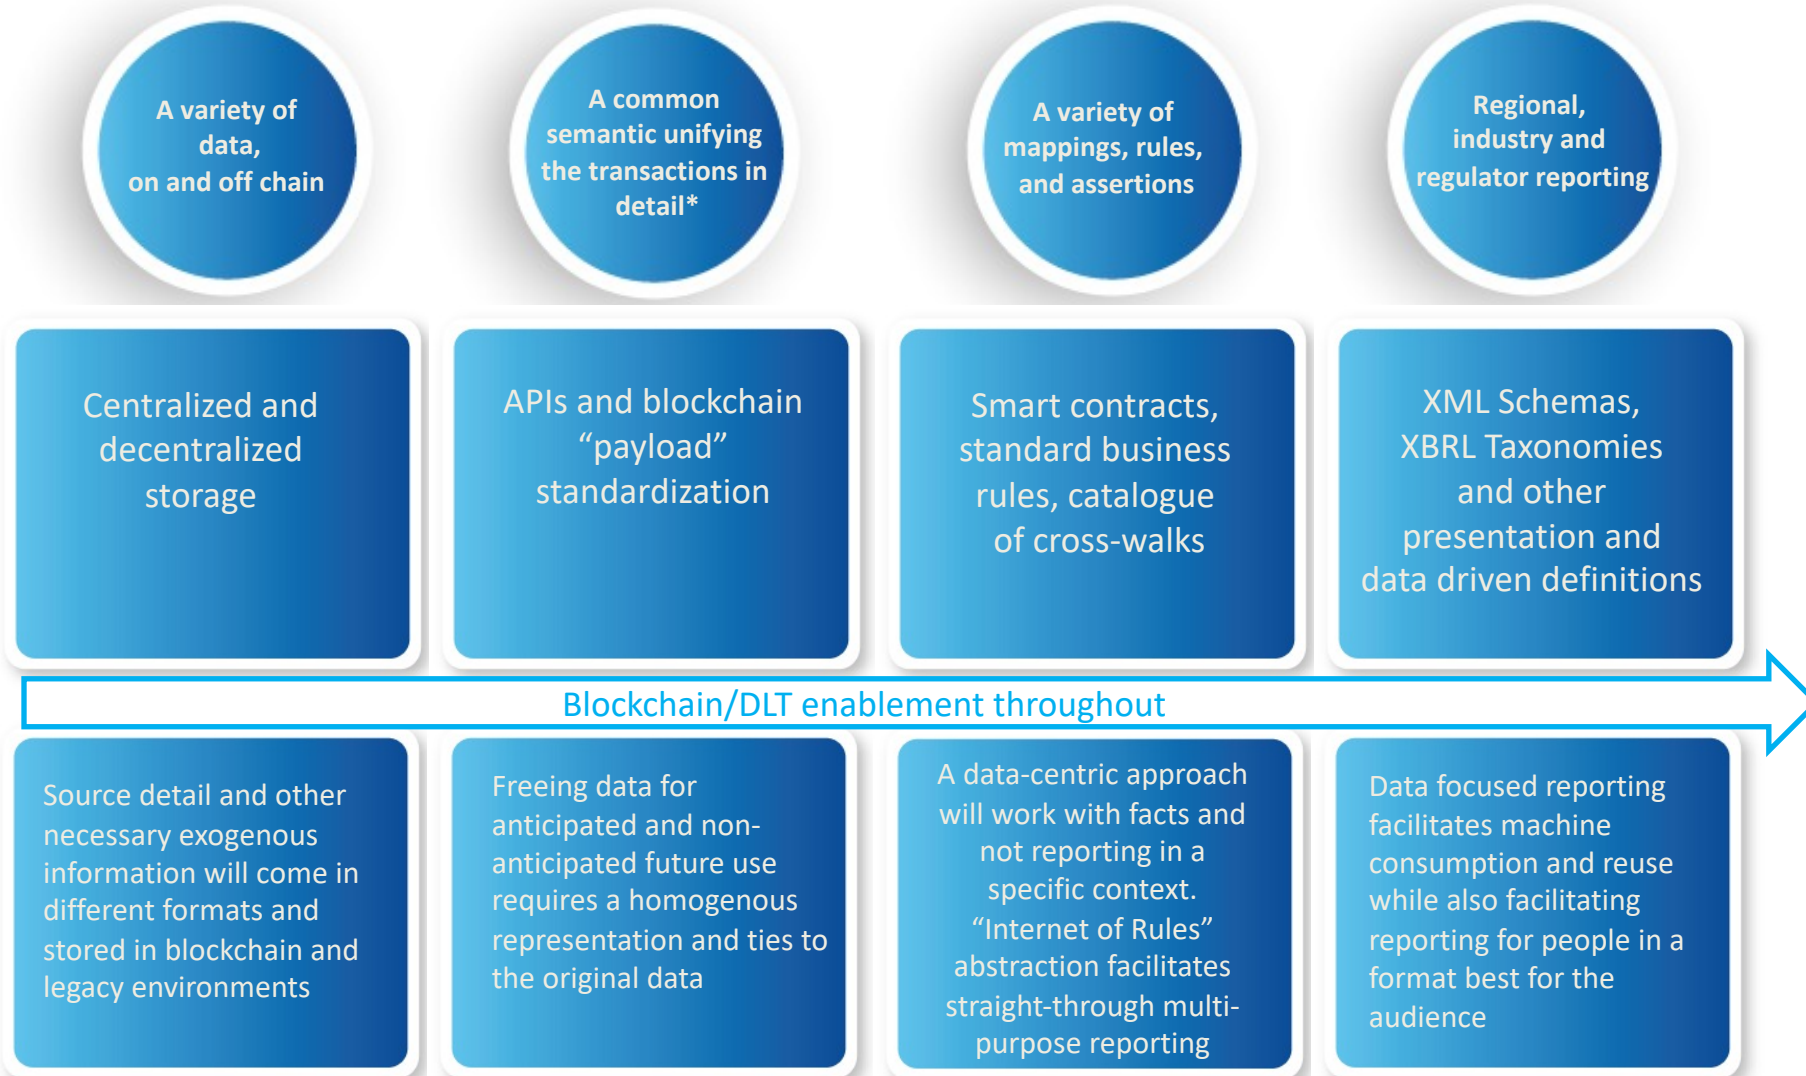 A variety of
data,
on and off chain
A common
semantic unifying
the transactions in
detail*
A variety of
mappings, rules,
and assertions
Regional,
industry and
regulator reporting
Centralized and
decentralized
storage
APIs and blockchain
“payload”
standardization
Smart contracts,
standard business
rules, catalogue
of cross-walks
XML Schemas,
XBRL Taxonomies
and other
presentation and
data driven definitions
Blockchain/DLT enablement throughout
Source detail and other
necessary exogenous
information will come in
different formats and
stored in blockchain and
legacy environments
Freeing data for
anticipated and non-
anticipated future use
requires a homogenous
representation and ties to
the original data
A data-centric approach
will work with facts and
not reporting in a
specific context.
“Internet of Rules”
abstraction facilitates
straight-through multi-
purpose reporting
Data focused reporting
facilitates machine
consumption and reuse
while also facilitating
reporting for people in a
format best for the
audience